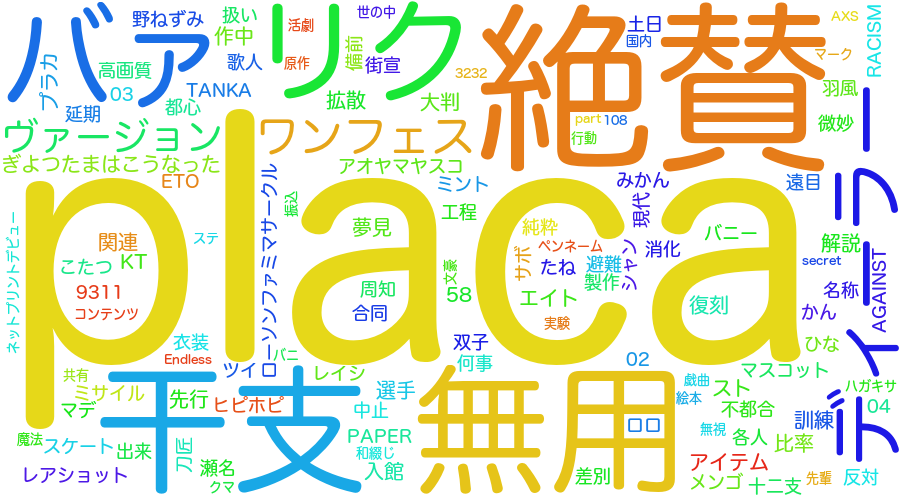 バァ
リク
絶賛
野ねずみ
扱い
作中
活劇
世の中
土日
国内
AXS
RACISM
プラカ
高画質
03
歌人
原作
備前
街宣
3232
マーク
羽風
延期
都心
TANKA
拡散
大判
part
108
行動
微妙
ヴァージョン
ワンフェス
ぎよつたまはこうなった
アオヤマヤスコ
ETO
ミント
みかん
遠目
ディーラー
placa
ローソンファミマサークル
振込
工程
現代
ネットプリントデビュー
ステ
関連
夢見
純粋
バニー
解説
こたつ
KT
サボ
ペンネーム
シャン
消化
secret
AGAINST
たね
避難
製作
文豪
9311
周知
58
エイト
復刻
名称
コンテンツ
合同
実験
かん
衣装
双子
ひな
Endless
バニ
何事
02
ツイ
レイシ
マスコット
共有
ミサイル
干支
無用
選手
戯曲
絵本
スト
ハガキサ
マデ
先行
ヒピホピ
中止
不都合
04
魔法
スケート
出来
刀匠
PAPER
和綴じ
ロロ
無視
各人
訓練
比率
レアショット
瀬名
クマ
入館
差別
アイテム
メンゴ
十二支
先輩
反対